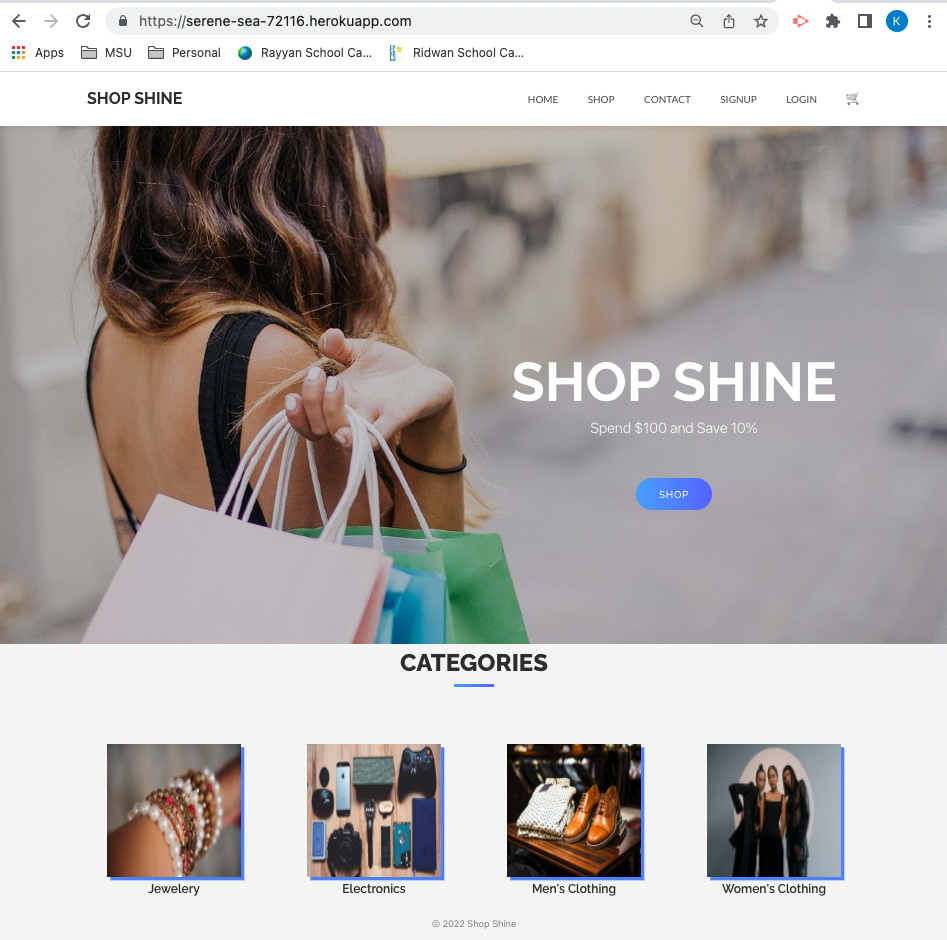 https://serene-sea-72116.herokuapp.com
K
Apps
MSU
Personal
Rayyan School Ca...
Ridwan School Ca...
SHOP SHINE
HOME
SHOP
CONTACT
SIGNUP
LOGIN
SHOP SHINE
Spend $100 and Save 10%
SHOP
CATEGORIES
Jewelery
Electronics
Men's Clothing
Women's Clothing
© 2022 Shop Shine